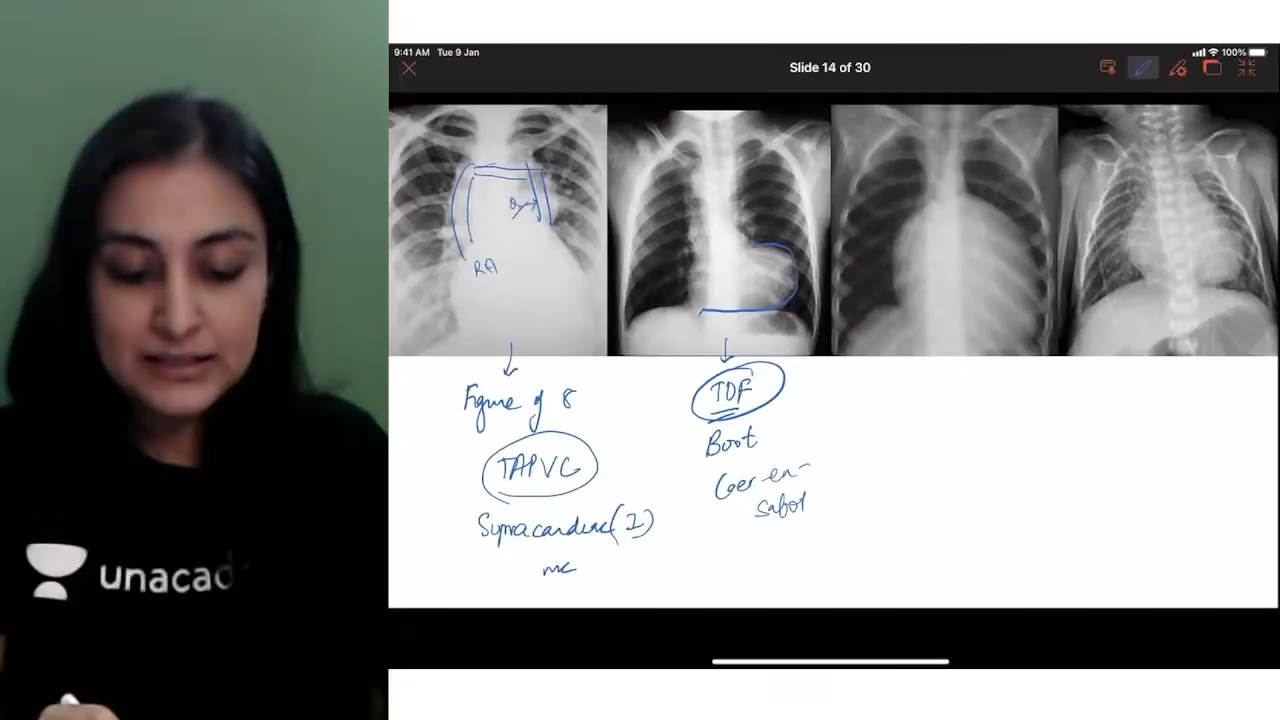 9:41 AM Tue 9 Jan
100%
Slide 14 of 30
RA
Figure of 8
TAPVC
Supracardiac (I)
mc
TOF
Boot
Coer-en-
Sabot
unacad